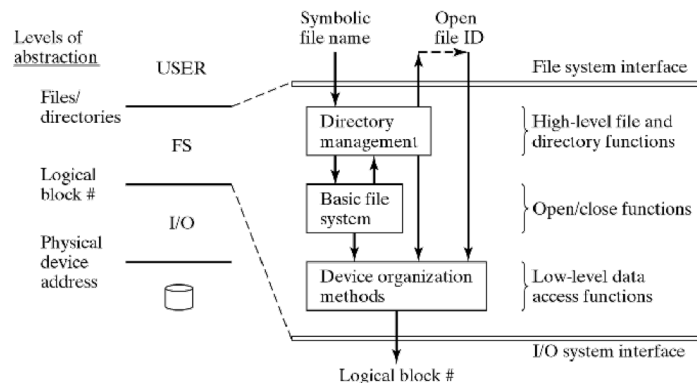 Levels of
abstraction
USER
Files/
directories
FS
Logical
block #
I/O
Physical
device
address
Symbolic
file name
Open
file ID
File system interface
Directory
management
High-level file and
directory functions
Basic file
system
Open/close functions
Device organization
methods
Low-level data
access functions
I/O system interface
Logical block #